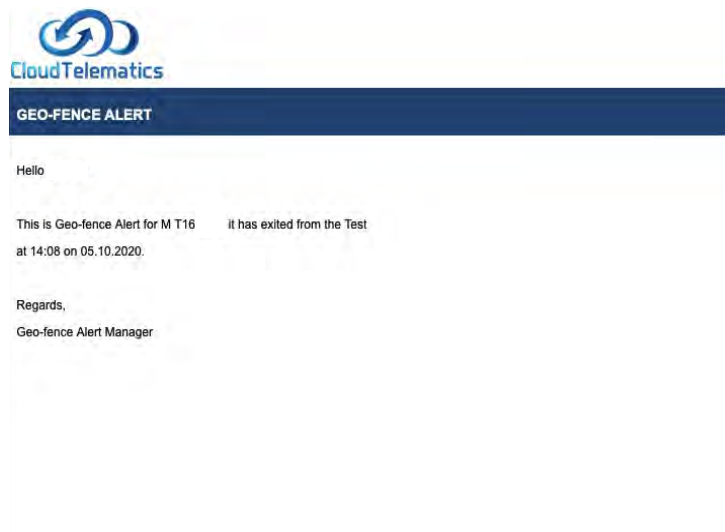 CloudTelematics
GEO-FENCE ALERT
Hello
This is Geo-fence Alert for M T16 it has exited from the Test
at 14:08 on 05.10.2020.
Regards,
Geo-fence Alert Manager